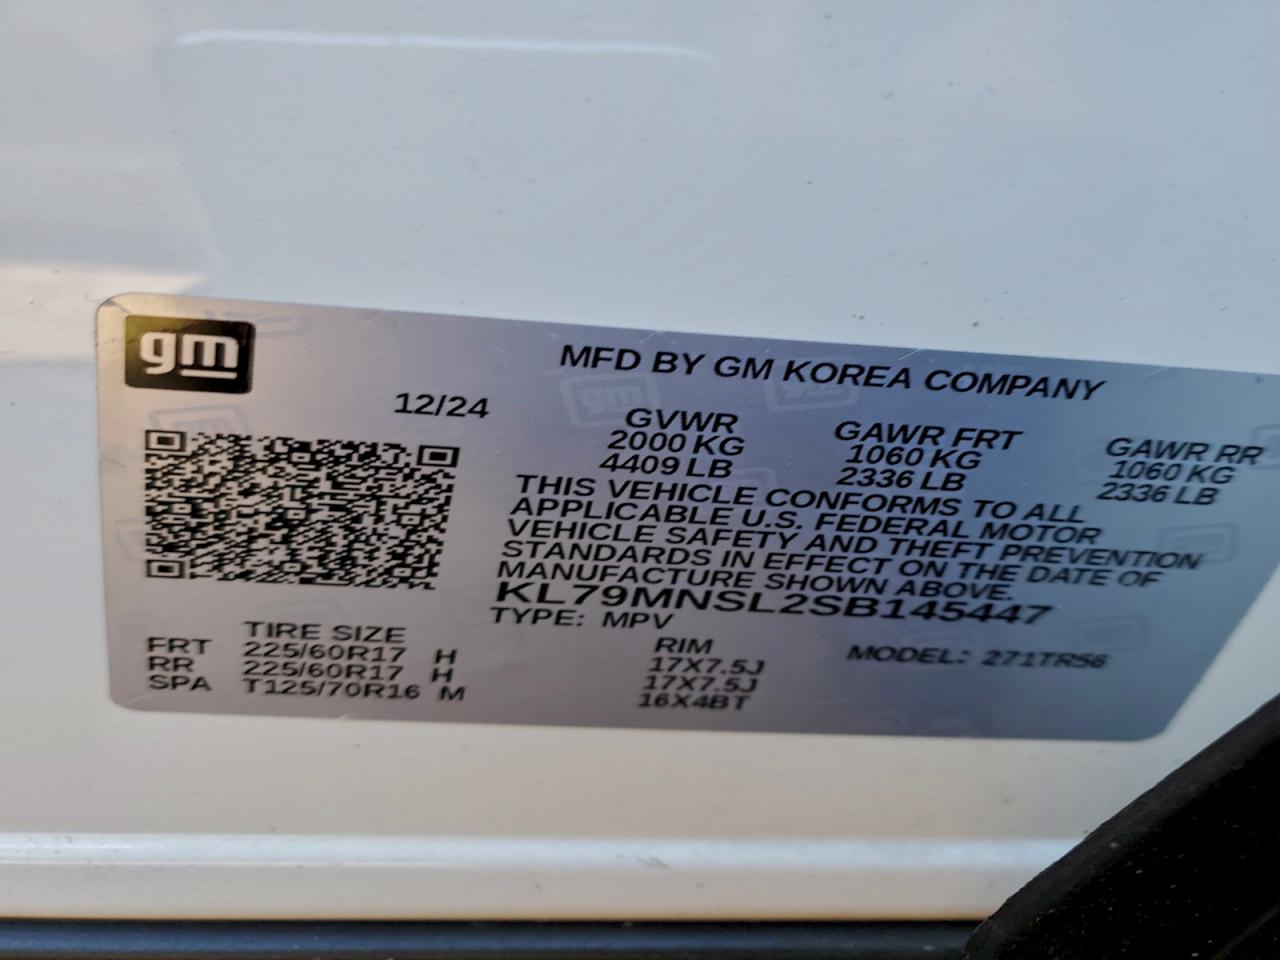 gm
MFD BY GM KOREA COMPANY
12/24
GVWR GAWR FRT GAWR RR
2000 KG 1060 KG 1060 KG
4409 LB 2336 LB 2336 LB
THIS VEHICLE CONFORMS TO ALL
APPLICABLE U.S. FEDERAL MOTOR
VEHICLE SAFETY AND THEFT PREVENTION
STANDARDS IN EFFECT ON THE DATE OF
MANUFACTURE SHOWN ABOVE.
KL79MNSL2SB145447
TYPE: MPV
TIRE SIZE RIM MODEL: 271TR56
FRT 225/60R17 H 17X7.5J
RR 225/60R17 H 17X7.5J
SPA T125/70R16 M 16X4BT